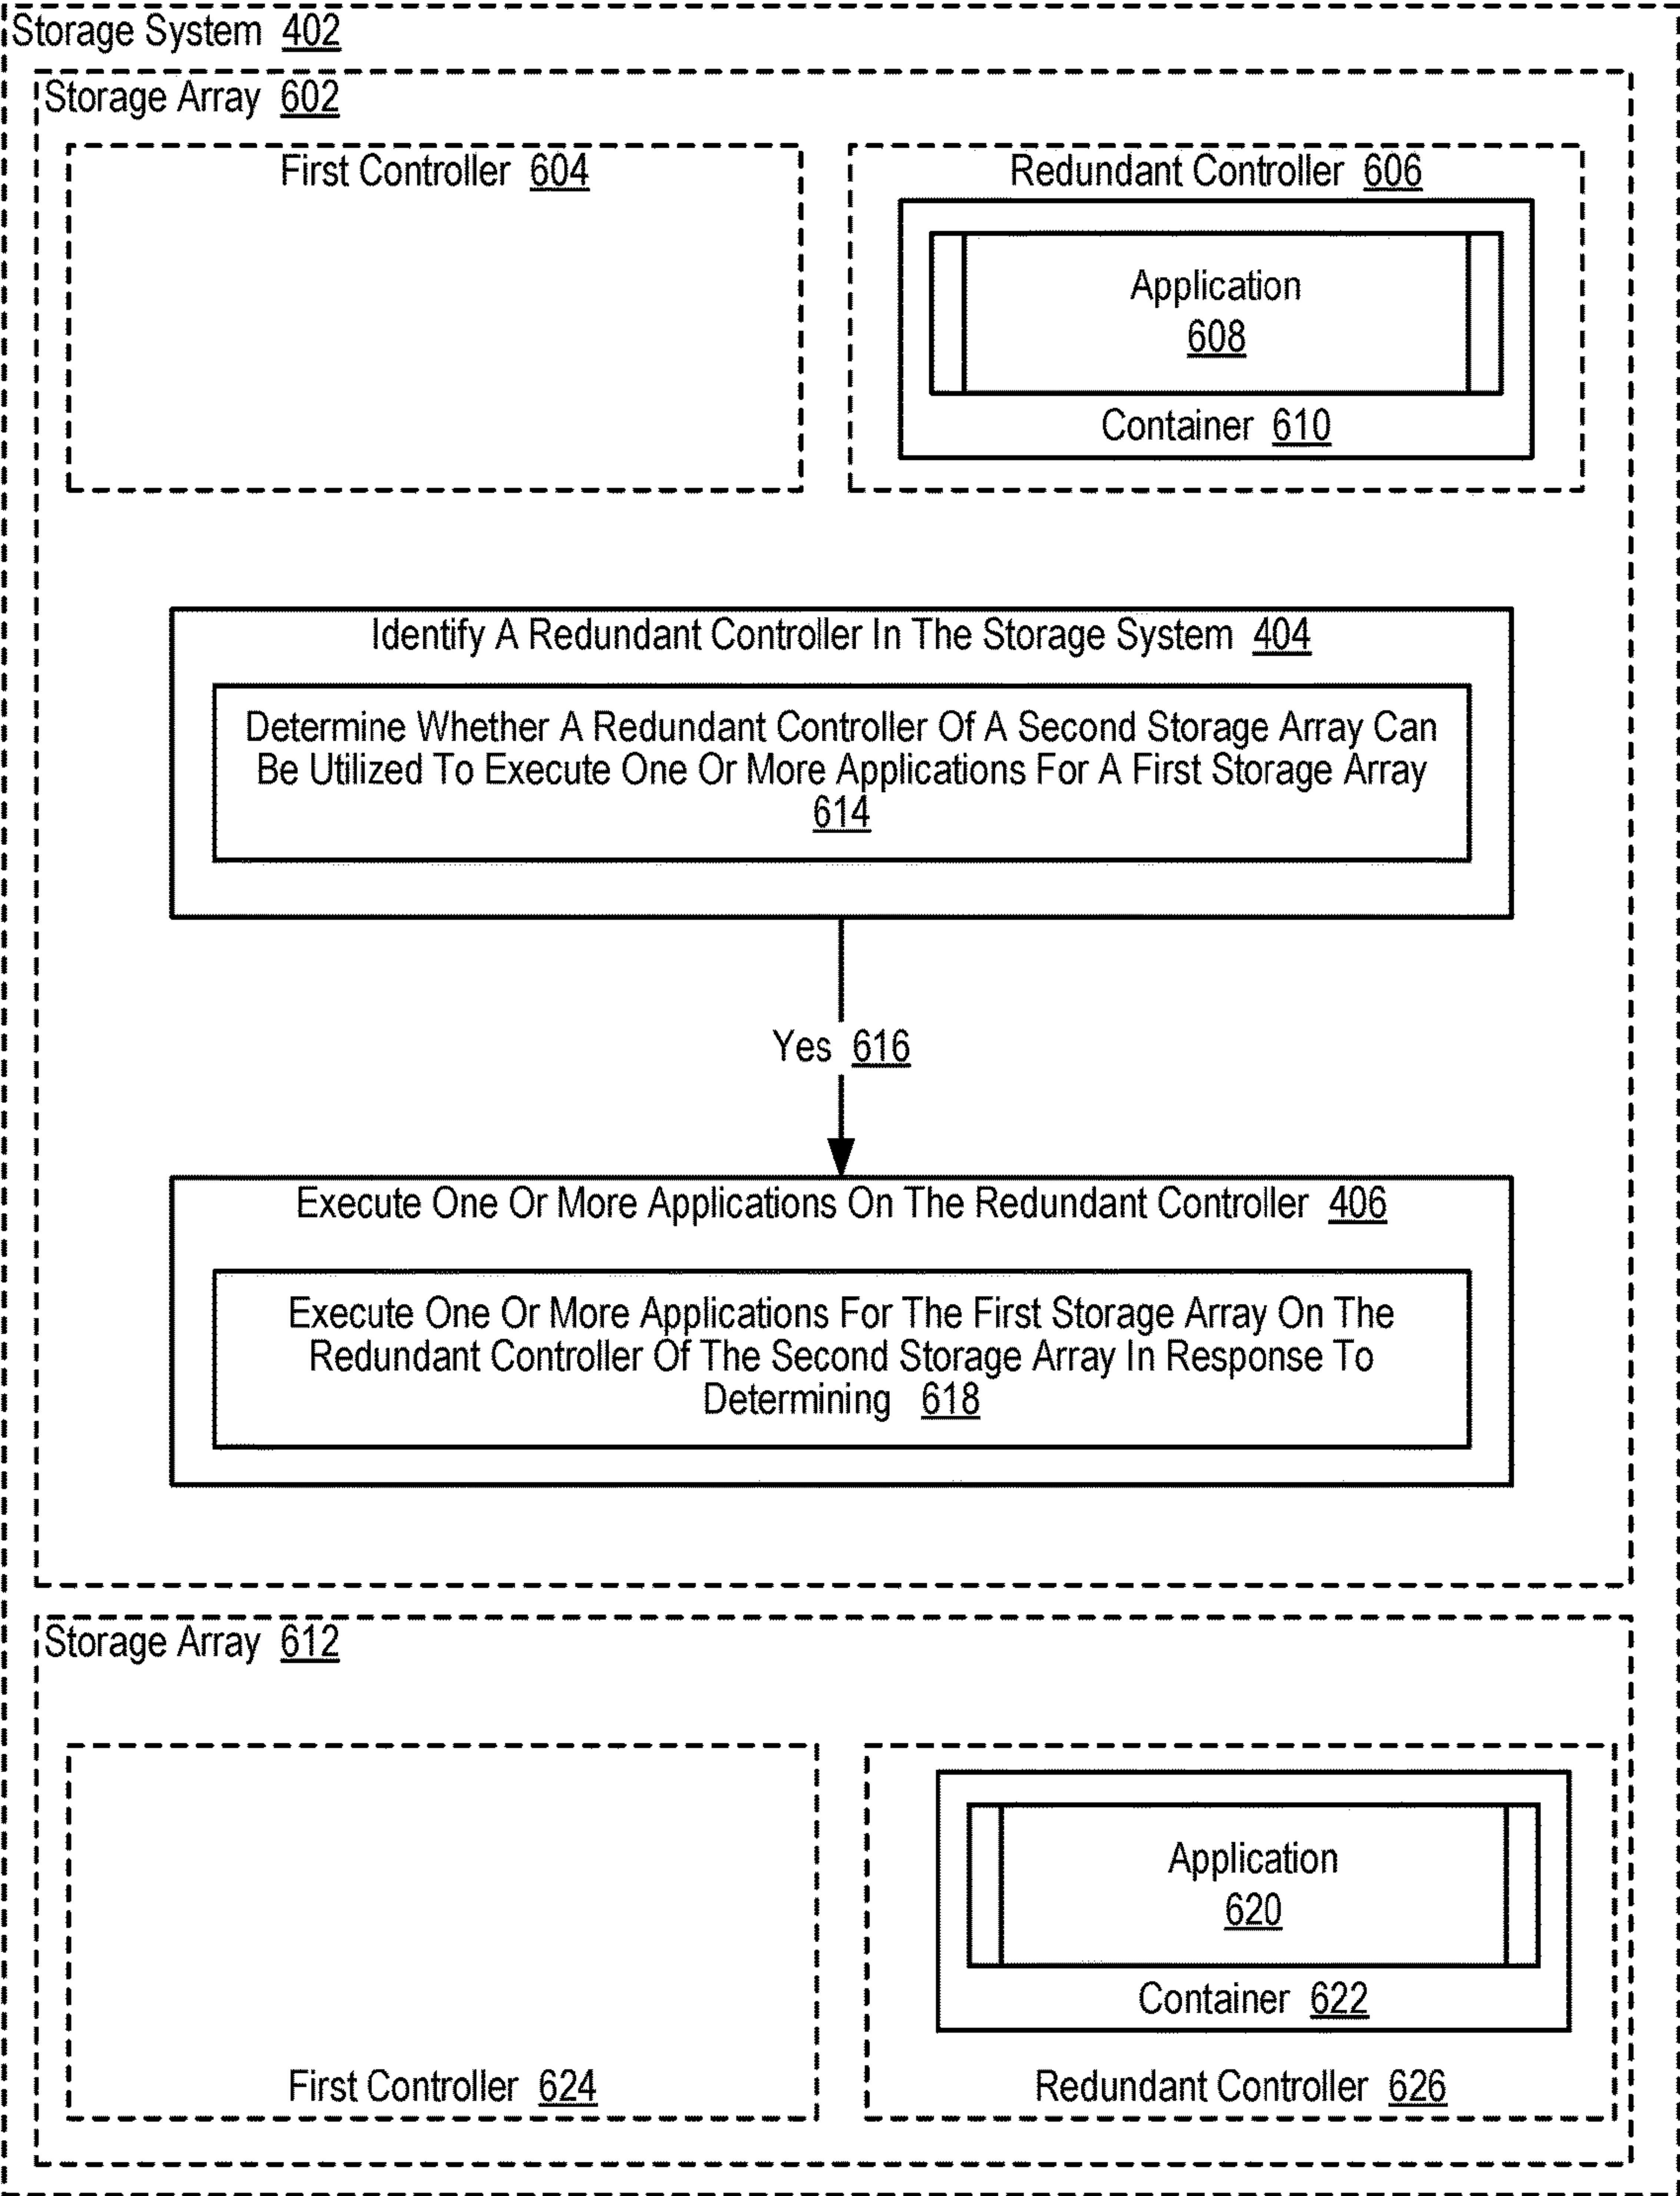 Storage System 402
Storage Array 602
First Controller 604
Redundant Controller 606
Application
608
Container 610
Identify A Redundant Controller In The Storage System 404
Determine Whether A Redundant Controller Of A Second Storage Array Can
Be Utilized To Execute One Or More Applications For A First Storage Array
614
Yes 616
Execute One Or More Applications On The Redundant Controller 406
Execute One Or More Applications For The First Storage Array On The
Redundant Controller Of The Second Storage Array In Response To
Determining 618
Storage Array 612
Application
620
Container 622
First Controller 624
Redundant Controller 626